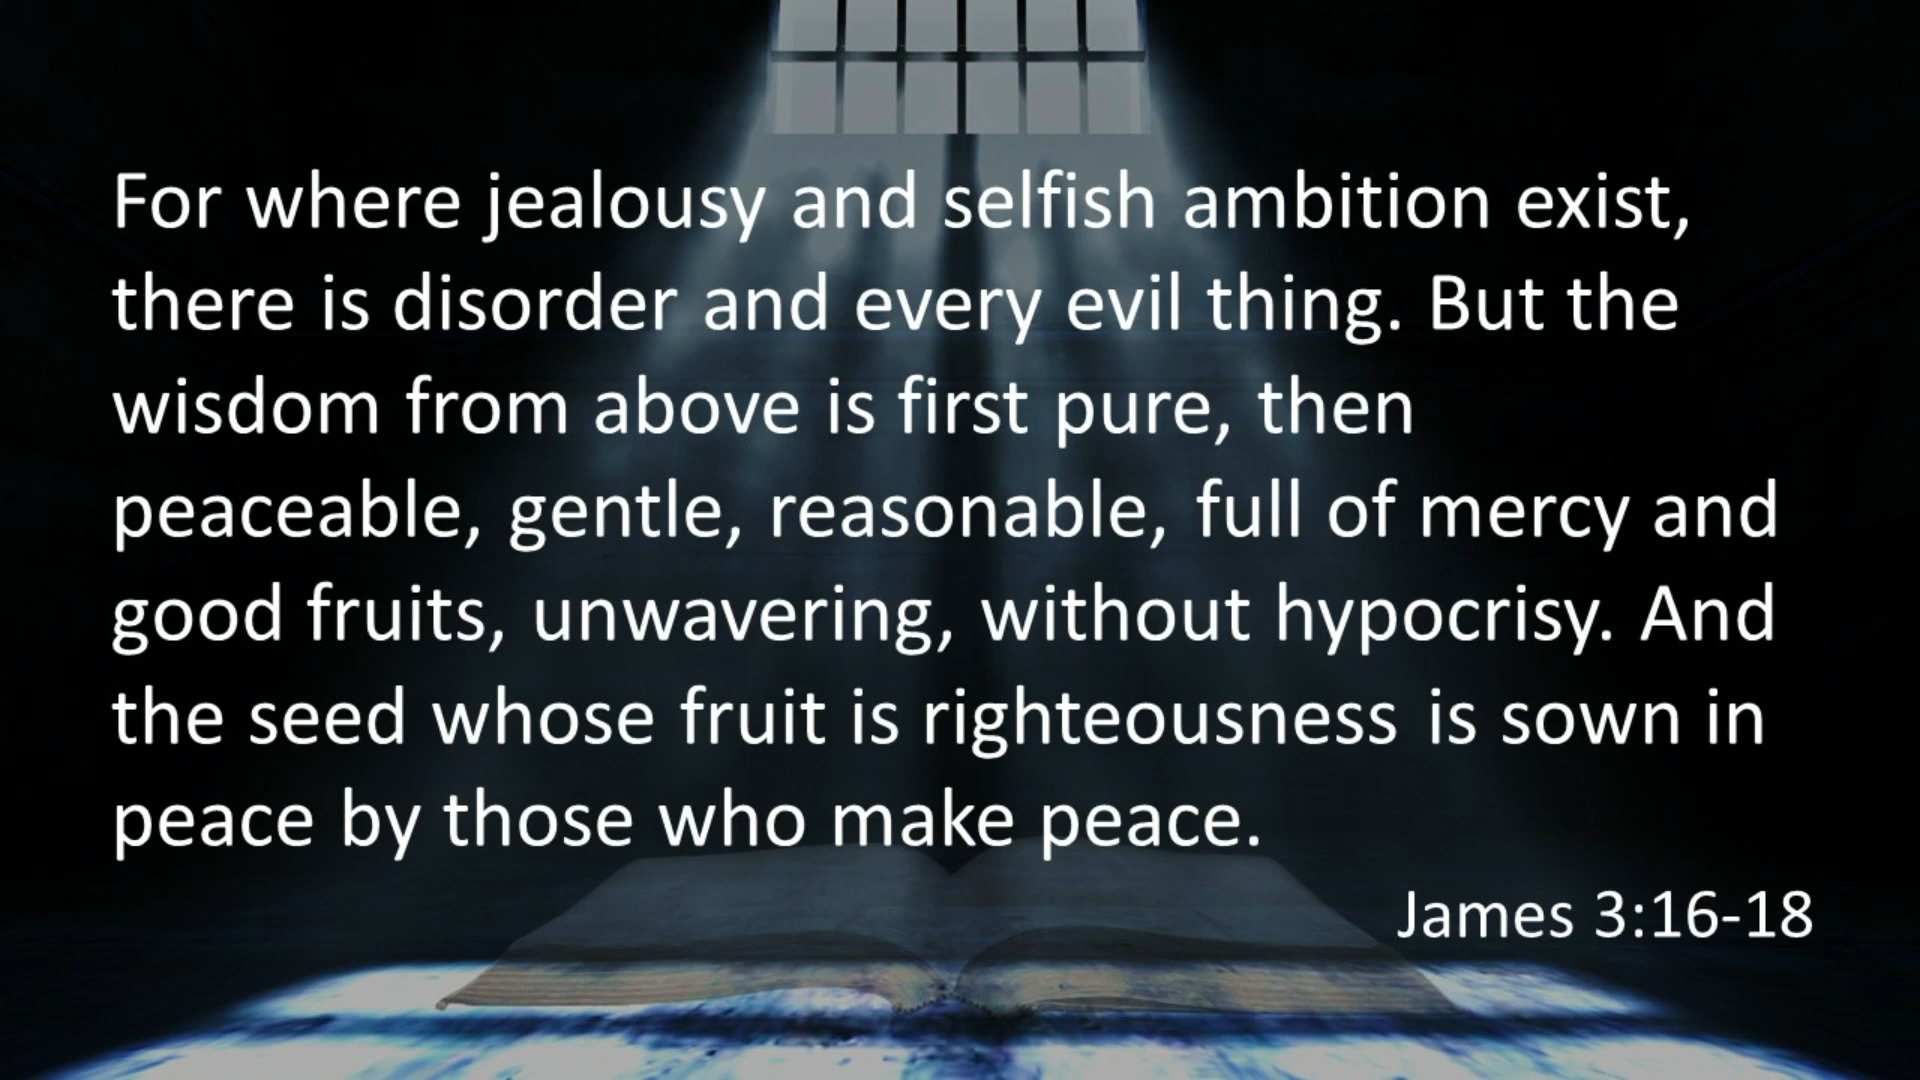 For where jealousy and selfish ambition exist,
there is disorder and every evil thing. But the
wisdom from above is first pure, then
peaceable, gentle, reasonable, full of mercy and
good fruits, unwavering, without hypocrisy. And
the seed whose fruit is righteousness is sown in
peace by those who make peace.
James 3:16-18